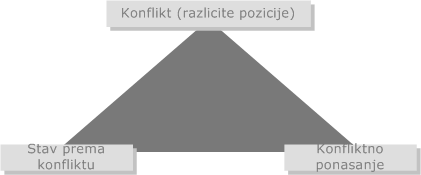 Konflikt (razlicite pozicije)
Stav prema
konfliktu
Konfliktno
ponasanje